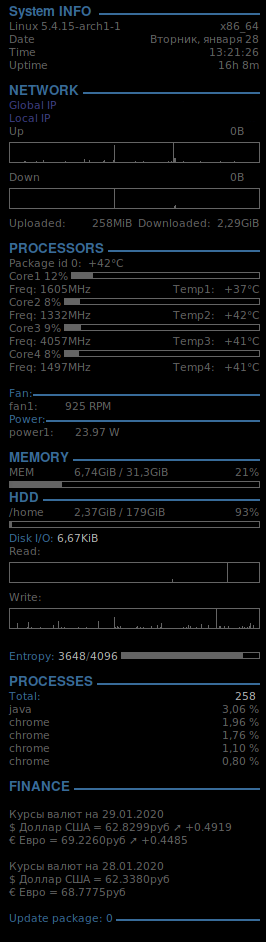 System INFO
Linux 5.4.15-arch1-1 x86_64
Date Вторник, января 28
Time 13:21:26
Uptime 16h 8m
NETWORK
Global IP
Local IP
Up 0B
Down 0B
Uploaded: 258MiB Downloaded: 2,29GiB
PROCESSORS
Package id 0: +42°C
Core1 12%
Freq: 1605MHz Temp1: +37°C
Core2 8%
Freq: 1332MHz Temp2: +42°C
Core3 9%
Freq: 4057MHz Temp3: +41°C
Core4 8%
Freq: 1497MHz Temp4: +41°C
Fan:
fan1: 925 RPM
Power:
power1: 23.97 W
MEMORY
MEM 6,74GiB / 31,3GiB 21%
HDD
/home 2,37GiB / 179GiB 93%
Disk I/O: 6,67KiB
Read:
Write:
Entropy: 3648/4096
PROCESSES
Total: 258
java 3,06 %
chrome 1,96 %
chrome 1,76 %
chrome 1,10 %
chrome 0,80 %
FINANCE
Курсы валют на 29.01.2020
$ Доллар США = 62.8299руб ➚ +0.4919
€ Евро = 69.2260руб ➚ +0.4485
Курсы валют на 28.01.2020
$ Доллар США = 62.3380руб
€ Евро = 68.7775руб
Update package: 0